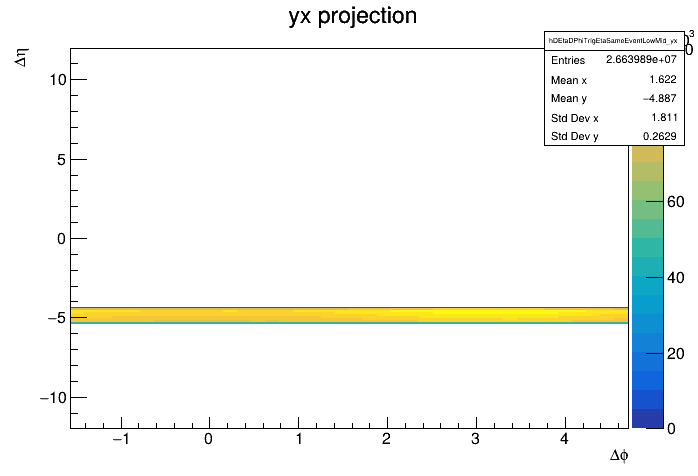 yx projection
hDEtaDPhiTrigEtaSameEventLowMid_yx
Entries 2.663989e+07
Mean x 1.622
Mean y −4.887
Std Dev x 1.811
Std Dev y 0.2629
Δη
10
5
0
−5
−10
−1 0 1 2 3 4
Δϕ
60
40
20
0